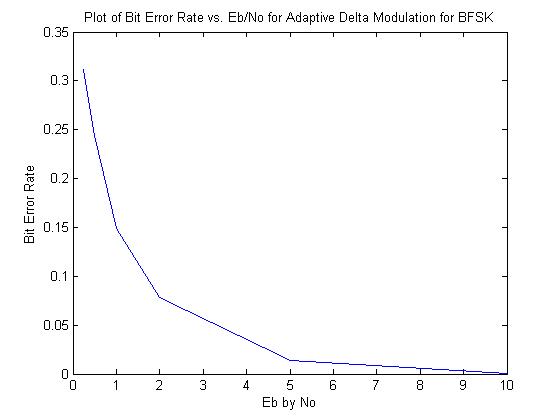 Plot of Bit Error Rate vs. Eb/No for Adaptive Delta Modulation for BFSK
0.35
0.3
0.25
0.2
0.15
0.1
0.05
0
Bit Error Rate
0 1 2 3 4 5 6 7 8 9 10
Eb by No